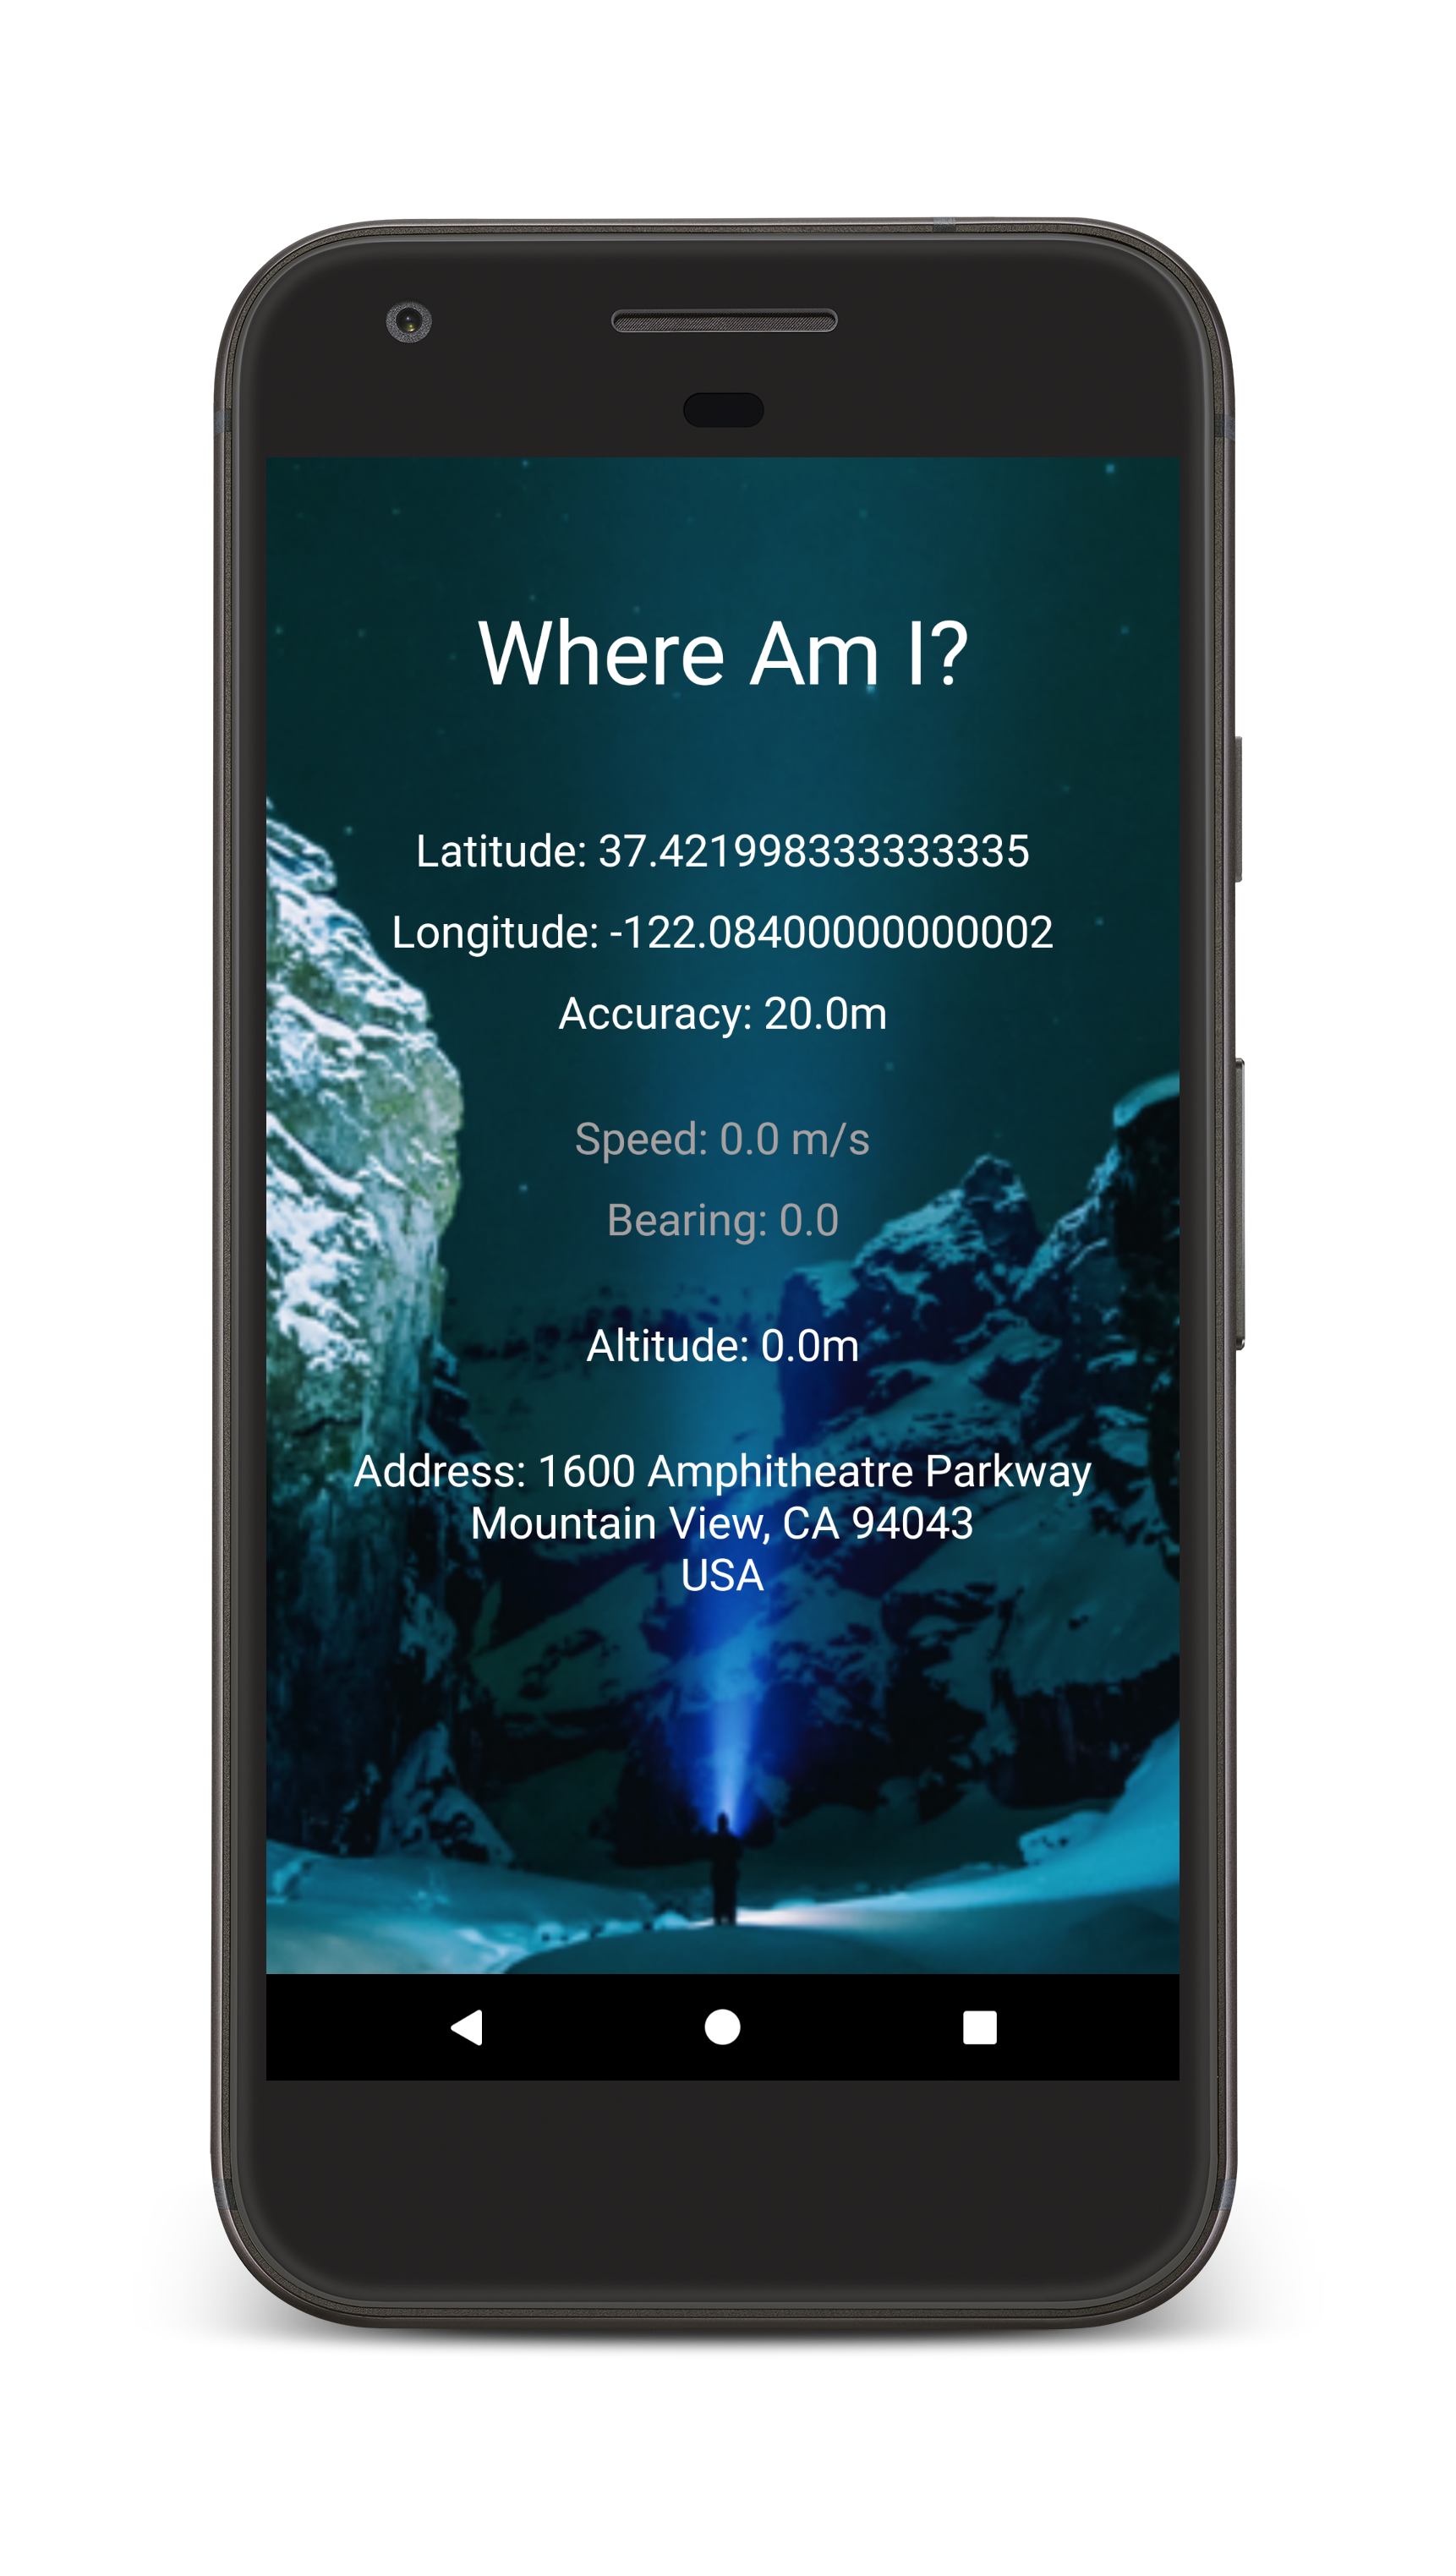 Where Am I?
Latitude: 37.421998333333335
Longitude: -122.08400000000002
Accuracy: 20.0m
Speed: 0.0 m/s
Bearing: 0.0
Altitude: 0.0m
Address: 1600 Amphitheatre Parkway
Mountain View, CA 94043
USA